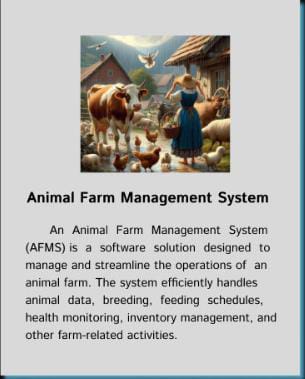 Animal Farm Management System
An Animal Farm Management System
(AFMS) is a software solution designed to
manage and streamline the operations of an
animal farm. The system efficiently handles
animal data, breeding, feeding schedules,
health monitoring, inventory management, and
other farm-related activities.